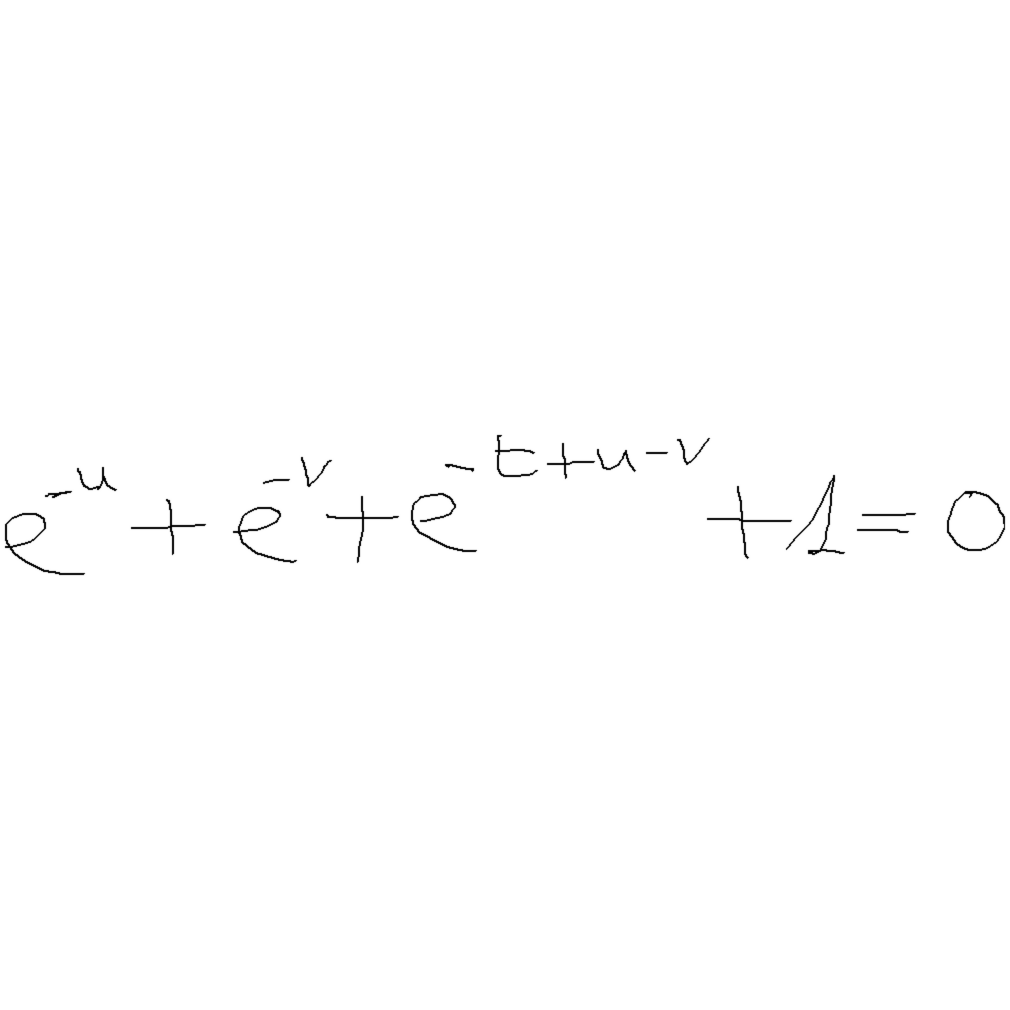 e^{-u} + e^{-v} + e^{-t+u-v} + 1 = 0